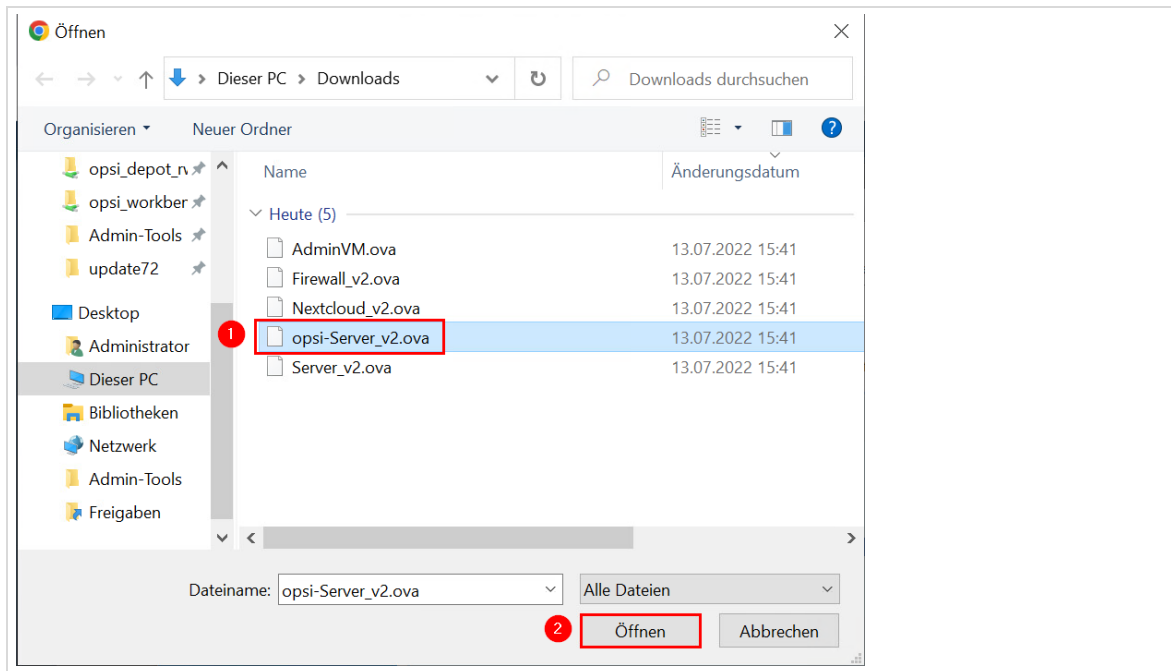 Öffnen
Dieser PC > Downloads
Downloads durchsuchen
Organisieren
Neuer Ordner
?
Name
Änderungsdatum
opsi_depot_rv
opsi_workber
Admin-Tools
update72
Desktop
Administrator
Dieser PC
Bibliotheken
Netzwerk
Admin-Tools
Freigaben
Heute (5)
AdminVM.ova 13.07.2022 15:41
Firewall_v2.ova 13.07.2022 15:41
Nextcloud_v2.ova 13.07.2022 15:41
1 opsi-Server_v2.ova 13.07.2022 15:41
Server_v2.ova 13.07.2022 15:41
Dateiname: opsi-Server_v2.ova Alle Dateien
2 Öffnen Abbrechen